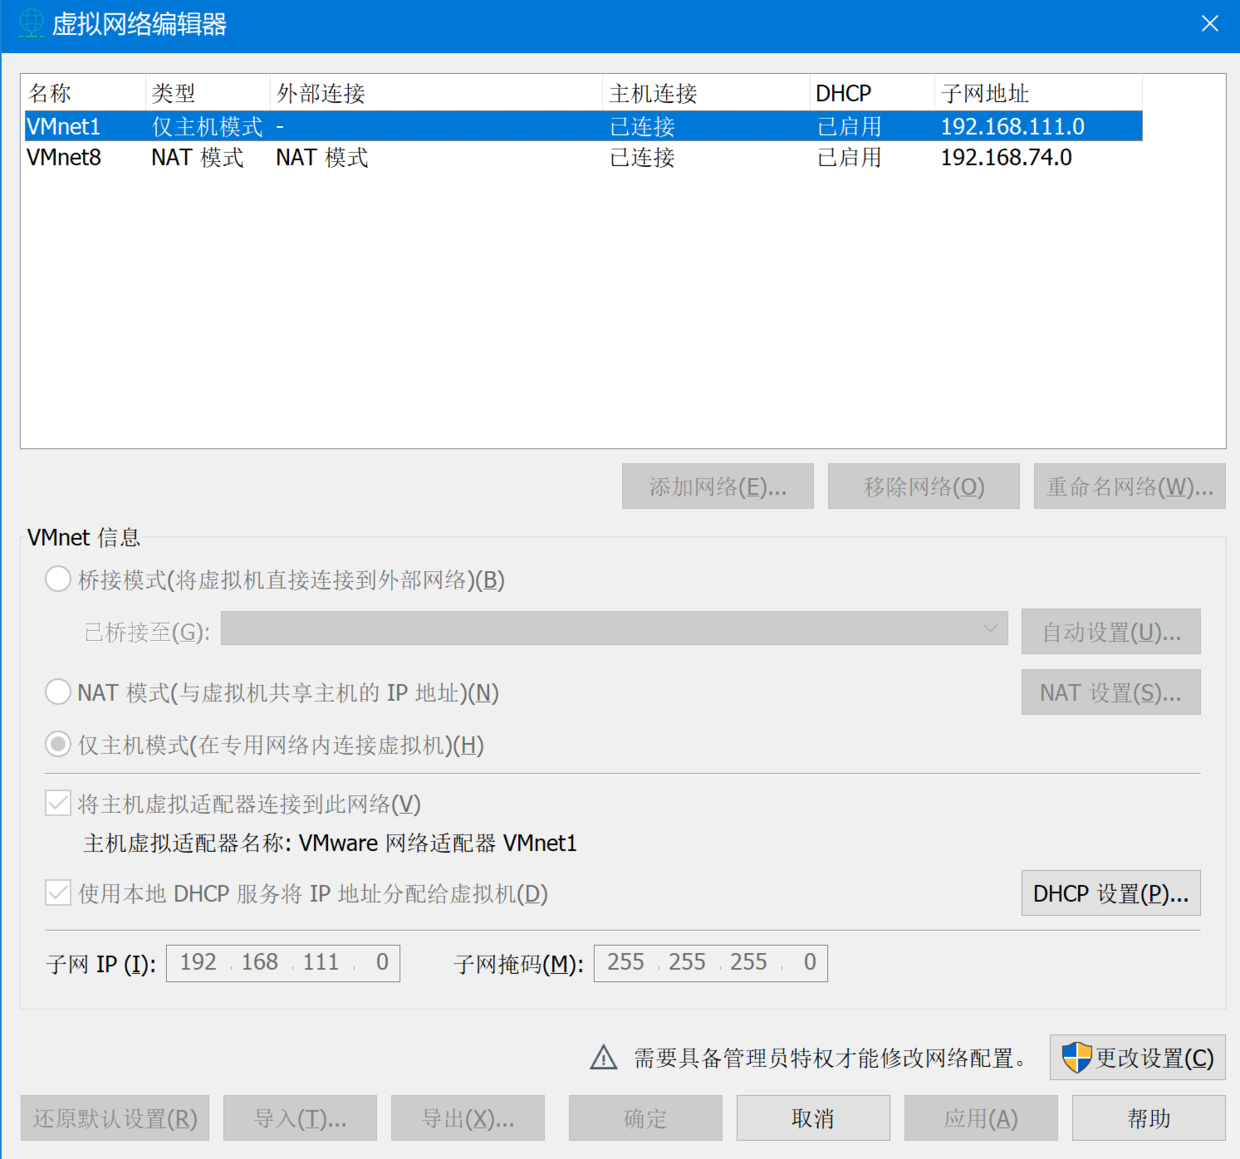 虚拟网络编辑器
名称 类型 外部连接 主机连接 DHCP 子网地址
VMnet1 仅主机模式 - 已连接 已启用 192.168.111.0
VMnet8 NAT 模式 NAT 模式 已连接 已启用 192.168.74.0
添加网络(E)... 移除网络(O) 重命名网络(W)...
VMnet 信息
桥接模式(将虚拟机直接连接到外部网络)(B)
已桥接至(G): 自动设置(U)...
NAT 模式(与虚拟机共享主机的 IP 地址)(N) NAT 设置(S)...
仅主机模式(在专用网络内连接虚拟机)(H)
将主机虚拟适配器连接到此网络(V)
主机虚拟适配器名称: VMware 网络适配器 VMnet1
使用本地 DHCP 服务将 IP 地址分配给虚拟机(D) DHCP 设置(P)...
子网 IP (I): 192 . 168 . 111 . 0 子网掩码(M): 255 . 255 . 255 . 0
需要具备管理员特权才能修改网络配置。 更改设置(C)
还原默认设置(R) 导入(T)... 导出(X)... 确定 取消 应用(A) 帮助